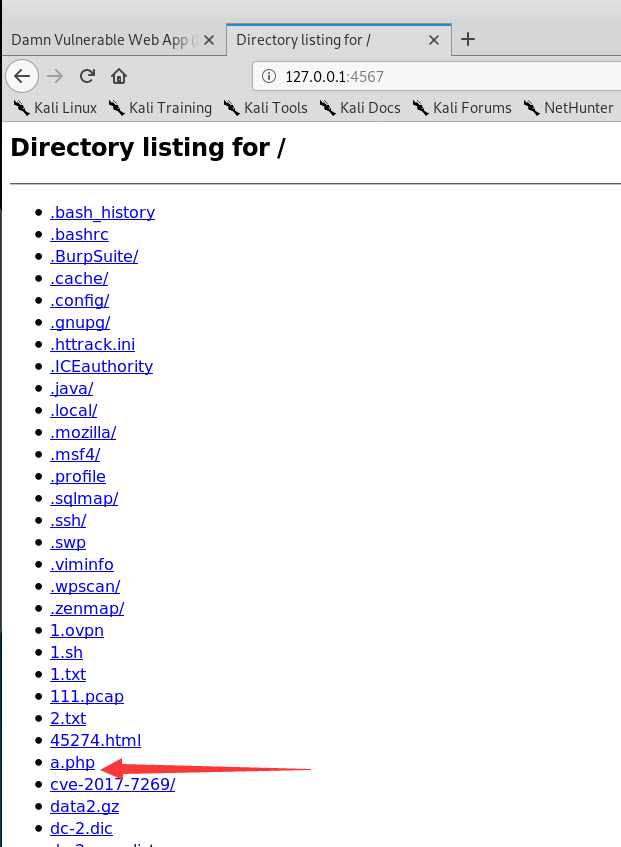 Damn Vulnerable Web App (
Directory listing for /
127.0.0.1:4567
Kali Linux Kali Training Kali Tools Kali Docs Kali Forums NetHunter
Directory listing for /
.bash_history
.bashrc
.BurpSuite/
.cache/
.config/
.gnupg/
.httrack.ini
.ICEauthority
.java/
.local/
.mozilla/
.msf4/
.profile
.sqlmap/
.ssh/
.swp
.viminfo
.wpscan/
.zenmap/
1.ovpn
1.sh
1.txt
111.pcap
2.txt
45274.html
a.php
cve-2017-7269/
data2.gz
dc-2.dic